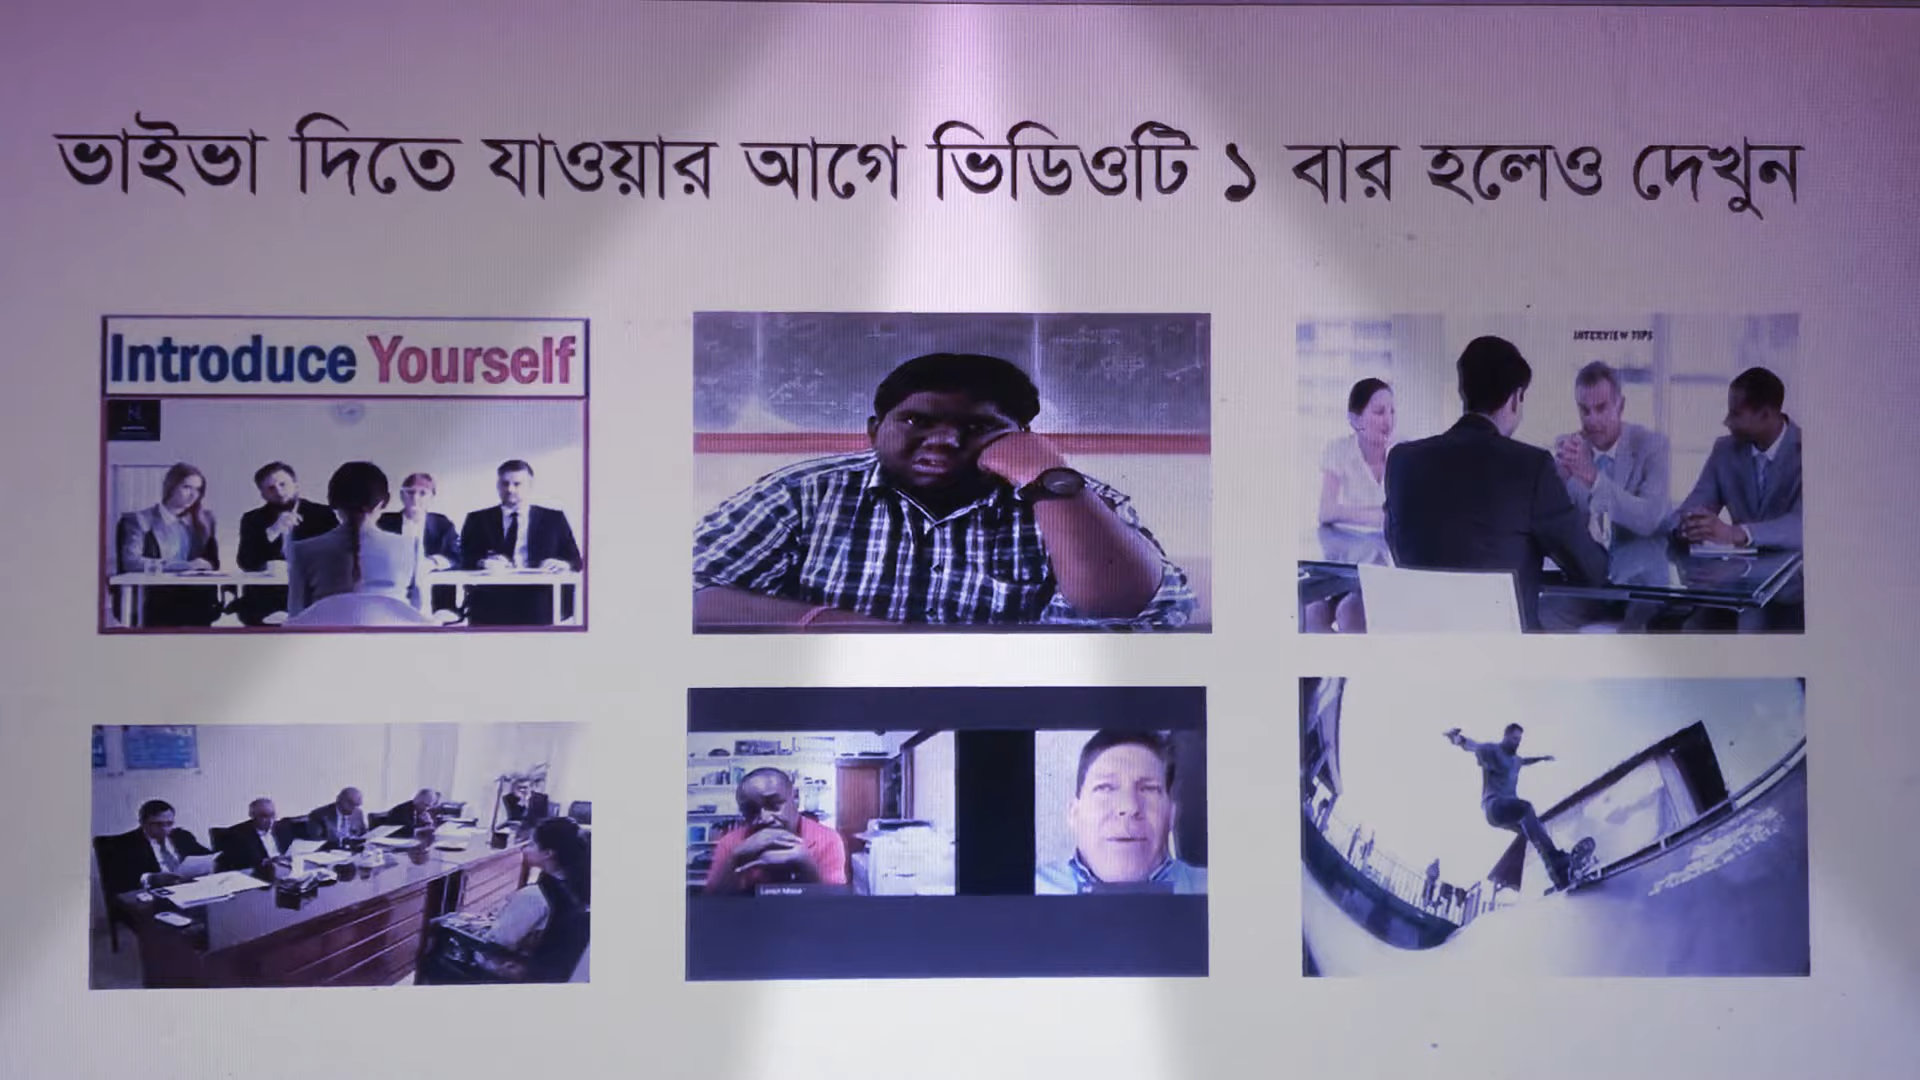 ভাইভা দিতে যাওয়ার আগে ভিডিওটি ১ বার হলেও দেখুন
Introduce Yourself
INTERVIEW TIPS